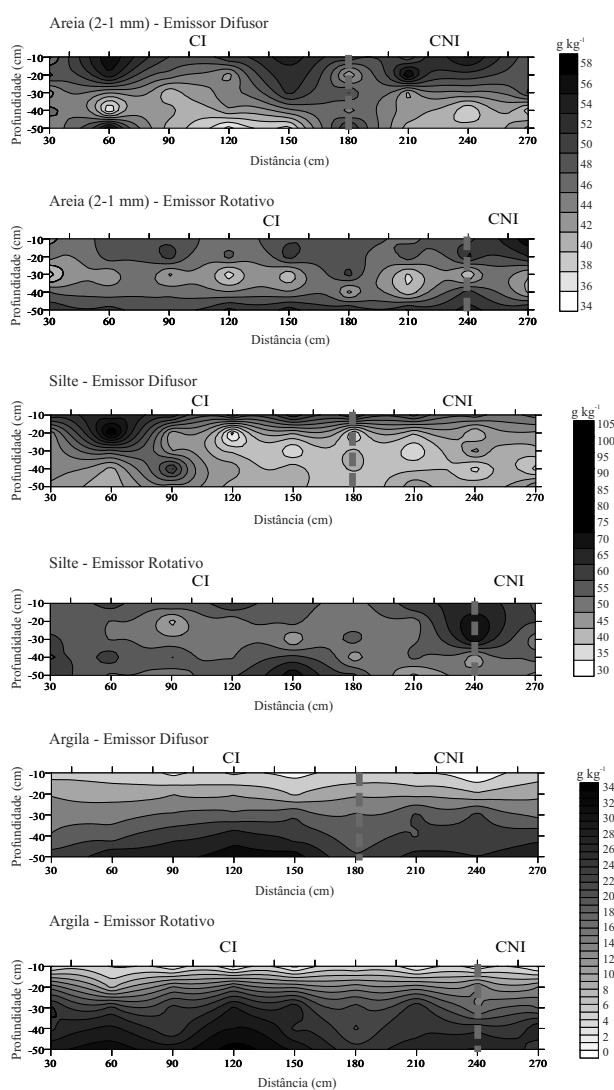 Areia (2-1 mm) - Emissor Difusor
CI CNI
g kg-1
Profundidade (cm)
-10
-20
-30
-40
-50
30 60 90 120 150 180 210 240 270
Distância (cm)
58
56
54
52
50
48
46
44
42
40
38
36
34
Areia (2-1 mm) - Emissor Rotativo
CI CNI
Profundidade (cm)
-10
-20
-30
-40
-50
30 60 90 120 150 180 210 240 270
Distância (cm)
Silte - Emissor Difusor
CI CNI
g kg-1
Profundidade (cm)
-10
-20
-30
-40
-50
30 60 90 120 150 180 210 240 270
Distância (cm)
105
100
95
90
85
80
75
70
65
60
55
50
45
40
35
30
Silte - Emissor Rotativo
CI CNI
Profundidade (cm)
-10
-20
-30
-40
-50
30 60 90 120 150 180 210 240 270
Distância (cm)
Argila - Emissor Difusor
CI CNI
g kg-1
Profundidade (cm)
-10
-20
-30
-40
-50
30 60 90 120 150 180 210 240 270
Distância (cm)
34
32
30
28
26
24
22
20
18
16
14
12
10
8
6
4
2
0
Argila - Emissor Rotativo
CI CNI
Profundidade (cm)
-10
-20
-30
-40
-50
30 60 90 120 150 180 210 240 270
Distância (cm)